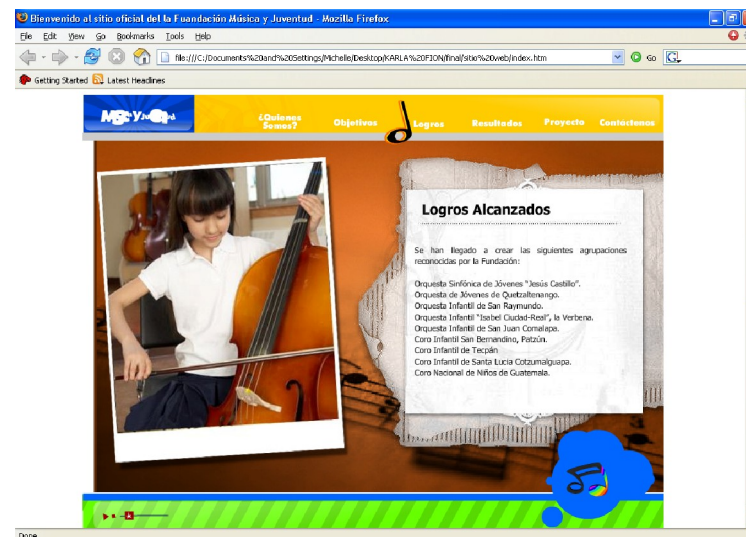 Bienvenido al sitio oficial del la Fuandación Música y Juventud - Mozilla Firefox
File Edit View Go Bookmarks Tools Help
file:///C:/Documents%20and%20Settings/Michelle/Desktop/KARLA%20FION/final/sitio%20web/index.htm Go
Getting Started Latest Headlines
¿Quienes Somos? Objetivos Logros Resultados Proyecto Contáctanos
Logros Alcanzados
Se han llegado a crear las siguientes agrupaciones
reconocidas por la Fundación:
Orquesta Sinfónica de Jóvenes "Jesús Castillo".
Orquesta de Jóvenes de Quetzaltenango.
Orquesta Infantil de San Raymundo.
Orquesta Infantil "Isabel Ciudad-Real", la Verbena.
Orquesta Infantil de San Juan Comalapa.
Coro Infantil San Bernandino, Patzún.
Coro Infantil de Tecpán
Coro Infantil de Santa Lucía Cotzumalguapa.
Coro Nacional de Niños de Guatemala.
Done